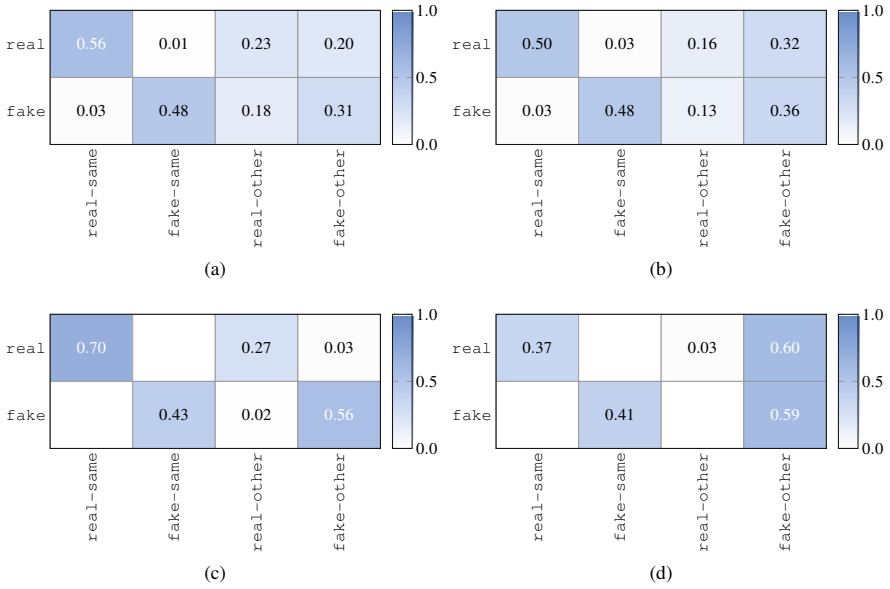 real 0.56 0.01 0.23 0.20
fake 0.03 0.48 0.18 0.31
real-same fake-same real-other fake-other
1.0
0.5
0.0
(a)
real 0.50 0.03 0.16 0.32
fake 0.03 0.48 0.13 0.36
real-same fake-same real-other fake-other
1.0
0.5
0.0
(b)
real 0.70 0.27 0.03
fake 0.43 0.02 0.56
real-same fake-same real-other fake-other
1.0
0.5
0.0
(c)
real 0.37 0.03 0.60
fake 0.41 0.59
real-same fake-same real-other fake-other
1.0
0.5
0.0
(d)